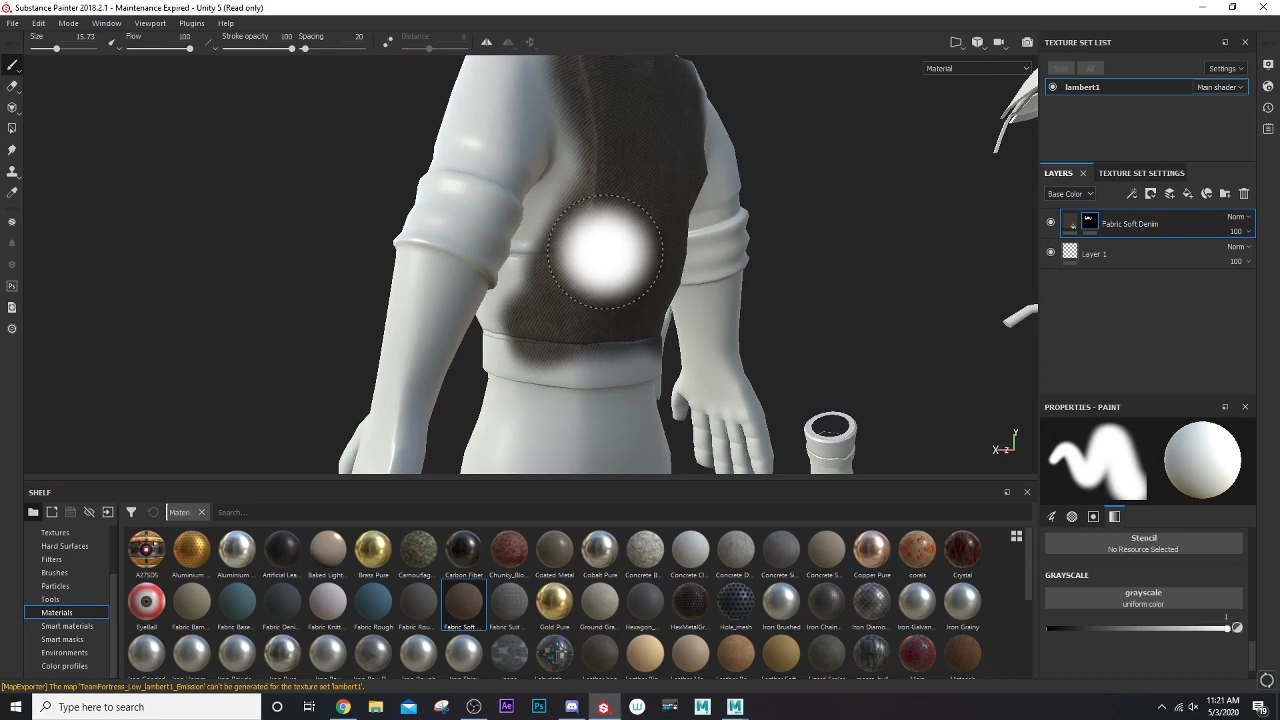 Substance Painter 2018.2.1 - Maintenance Expired - Unity 5 (Read only)
File Edit Mode Window Viewport Plugins Help
Size 15.73 Flow 100 Stroke opacity 100 Spacing 20 Distance 8
Material
TEXTURE SET LIST
Solo All Settings
lambert1 Main shader
LAYERS TEXTURE SET SETTINGS
Base Color
Fabric Soft Denim Norm 100
Layer 1 Norm 100
PROPERTIES - PAINT
Stencil
No Resource Selected
GRAYSCALE
grayscale
uniform color
1
Y
X Z
SHELF
Materi... Search...
Textures
Hard Surfaces
Filters
Brushes
Particles
Tools
Materials
Smart materials
Smart masks
Environments
Color profiles
A27SDS Aluminium ... Aluminium ... Artificial Lea... Baked Light... Brass Pure Camouflag... Carbon Fiber Chunky_Blo... Coated Metal Cobalt Pure Concrete B... Concrete Cl... Concrete D... Concrete Si... Concrete S... Copper Pure corals Crystal
EyeBall Fabric Bam... Fabric Base... Fabric Deni... Fabric Knitt... Fabric Rough Fabric Rou... Fabric Soft ... Fabric Suit ... Gold Pure Ground Gra... Hexagon_... HexMetalGr... Hole_mesh Iron Brushed Iron Chain... Iron Diamo... Iron Galvan... Iron Grainy
[MapExporter] The map 'TeamFortress_Low_lambert1_Emission' can't be generated for the texture set 'lambert1'.
Type here to search
11:21 AM
5/3/2020
19